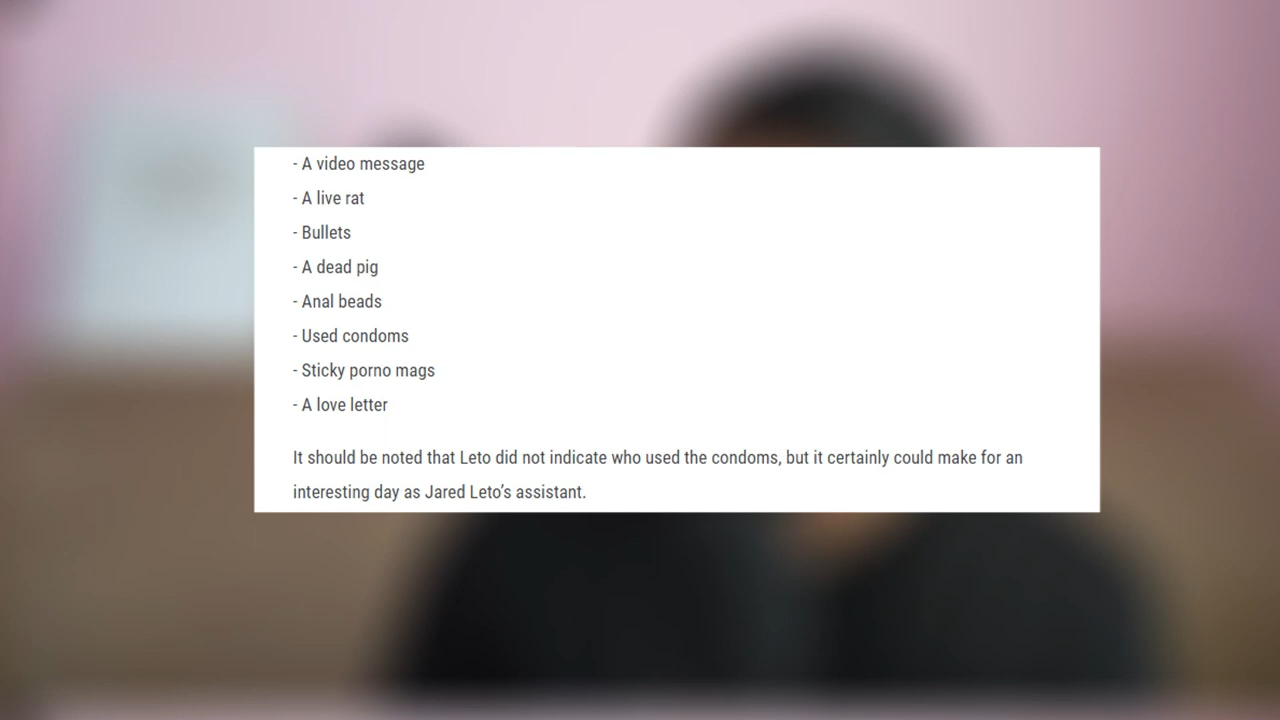 - A video message
- A live rat
- Bullets
- A dead pig
- Anal beads
- Used condoms
- Sticky porno mags
- A love letter
It should be noted that Leto did not indicate who used the condoms, but it certainly could make for an
interesting day as Jared Leto’s assistant.